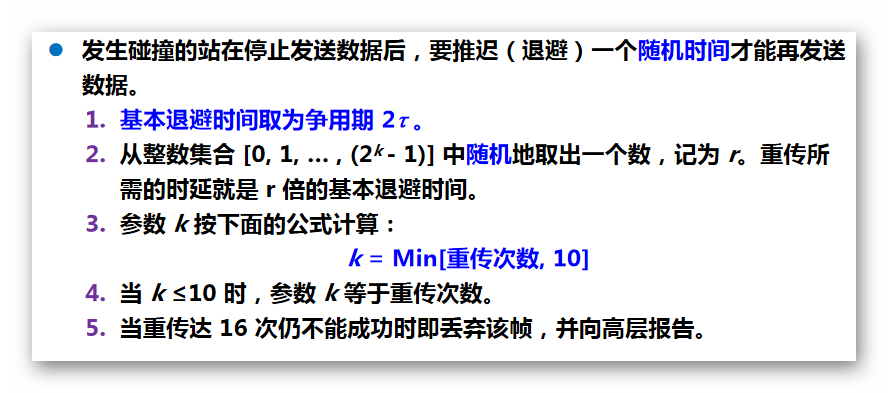 ● 发生碰撞的站在停止发送数据后，要推迟（退避）一个随机时间才能再发送
数据。
1. 基本退避时间取为争用期 2τ。
2. 从整数集合 [0, 1, … , (2ᵏ - 1)] 中随机地取出一个数，记为 r。重传所
需的时延就是 r 倍的基本退避时间。
3. 参数 k 按下面的公式计算：
k = Min[重传次数, 10]
4. 当 k ≤10 时，参数 k 等于重传次数。
5. 当重传达 16 次仍不能成功时即丢弃该帧，并向高层报告。